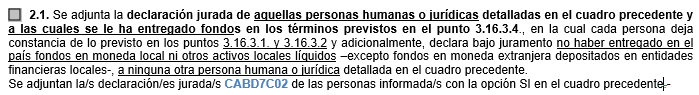 2.1. Se adjunta la declaración jurada de aquellas personas humanas o jurídicas detalladas en el cuadro precedente y
a las cuales se le ha entregado fondos en los términos previstos en el punto 3.16.3.4., en la cual cada persona deja
constancia de lo previsto en los puntos 3.16.3.1. y 3.16.3.2 y adicionalmente, declara bajo juramento no haber entregado en el
país fondos en moneda local ni otros activos locales líquidos –excepto fondos en moneda extranjera depositados en entidades
financieras locales-, a ninguna otra persona humana o jurídica detallada en el cuadro precedente.
Se adjuntan la/s declaración/es jurada/s CABD7C02 de las personas informada/s con la opción SI en el cuadro precedente.-